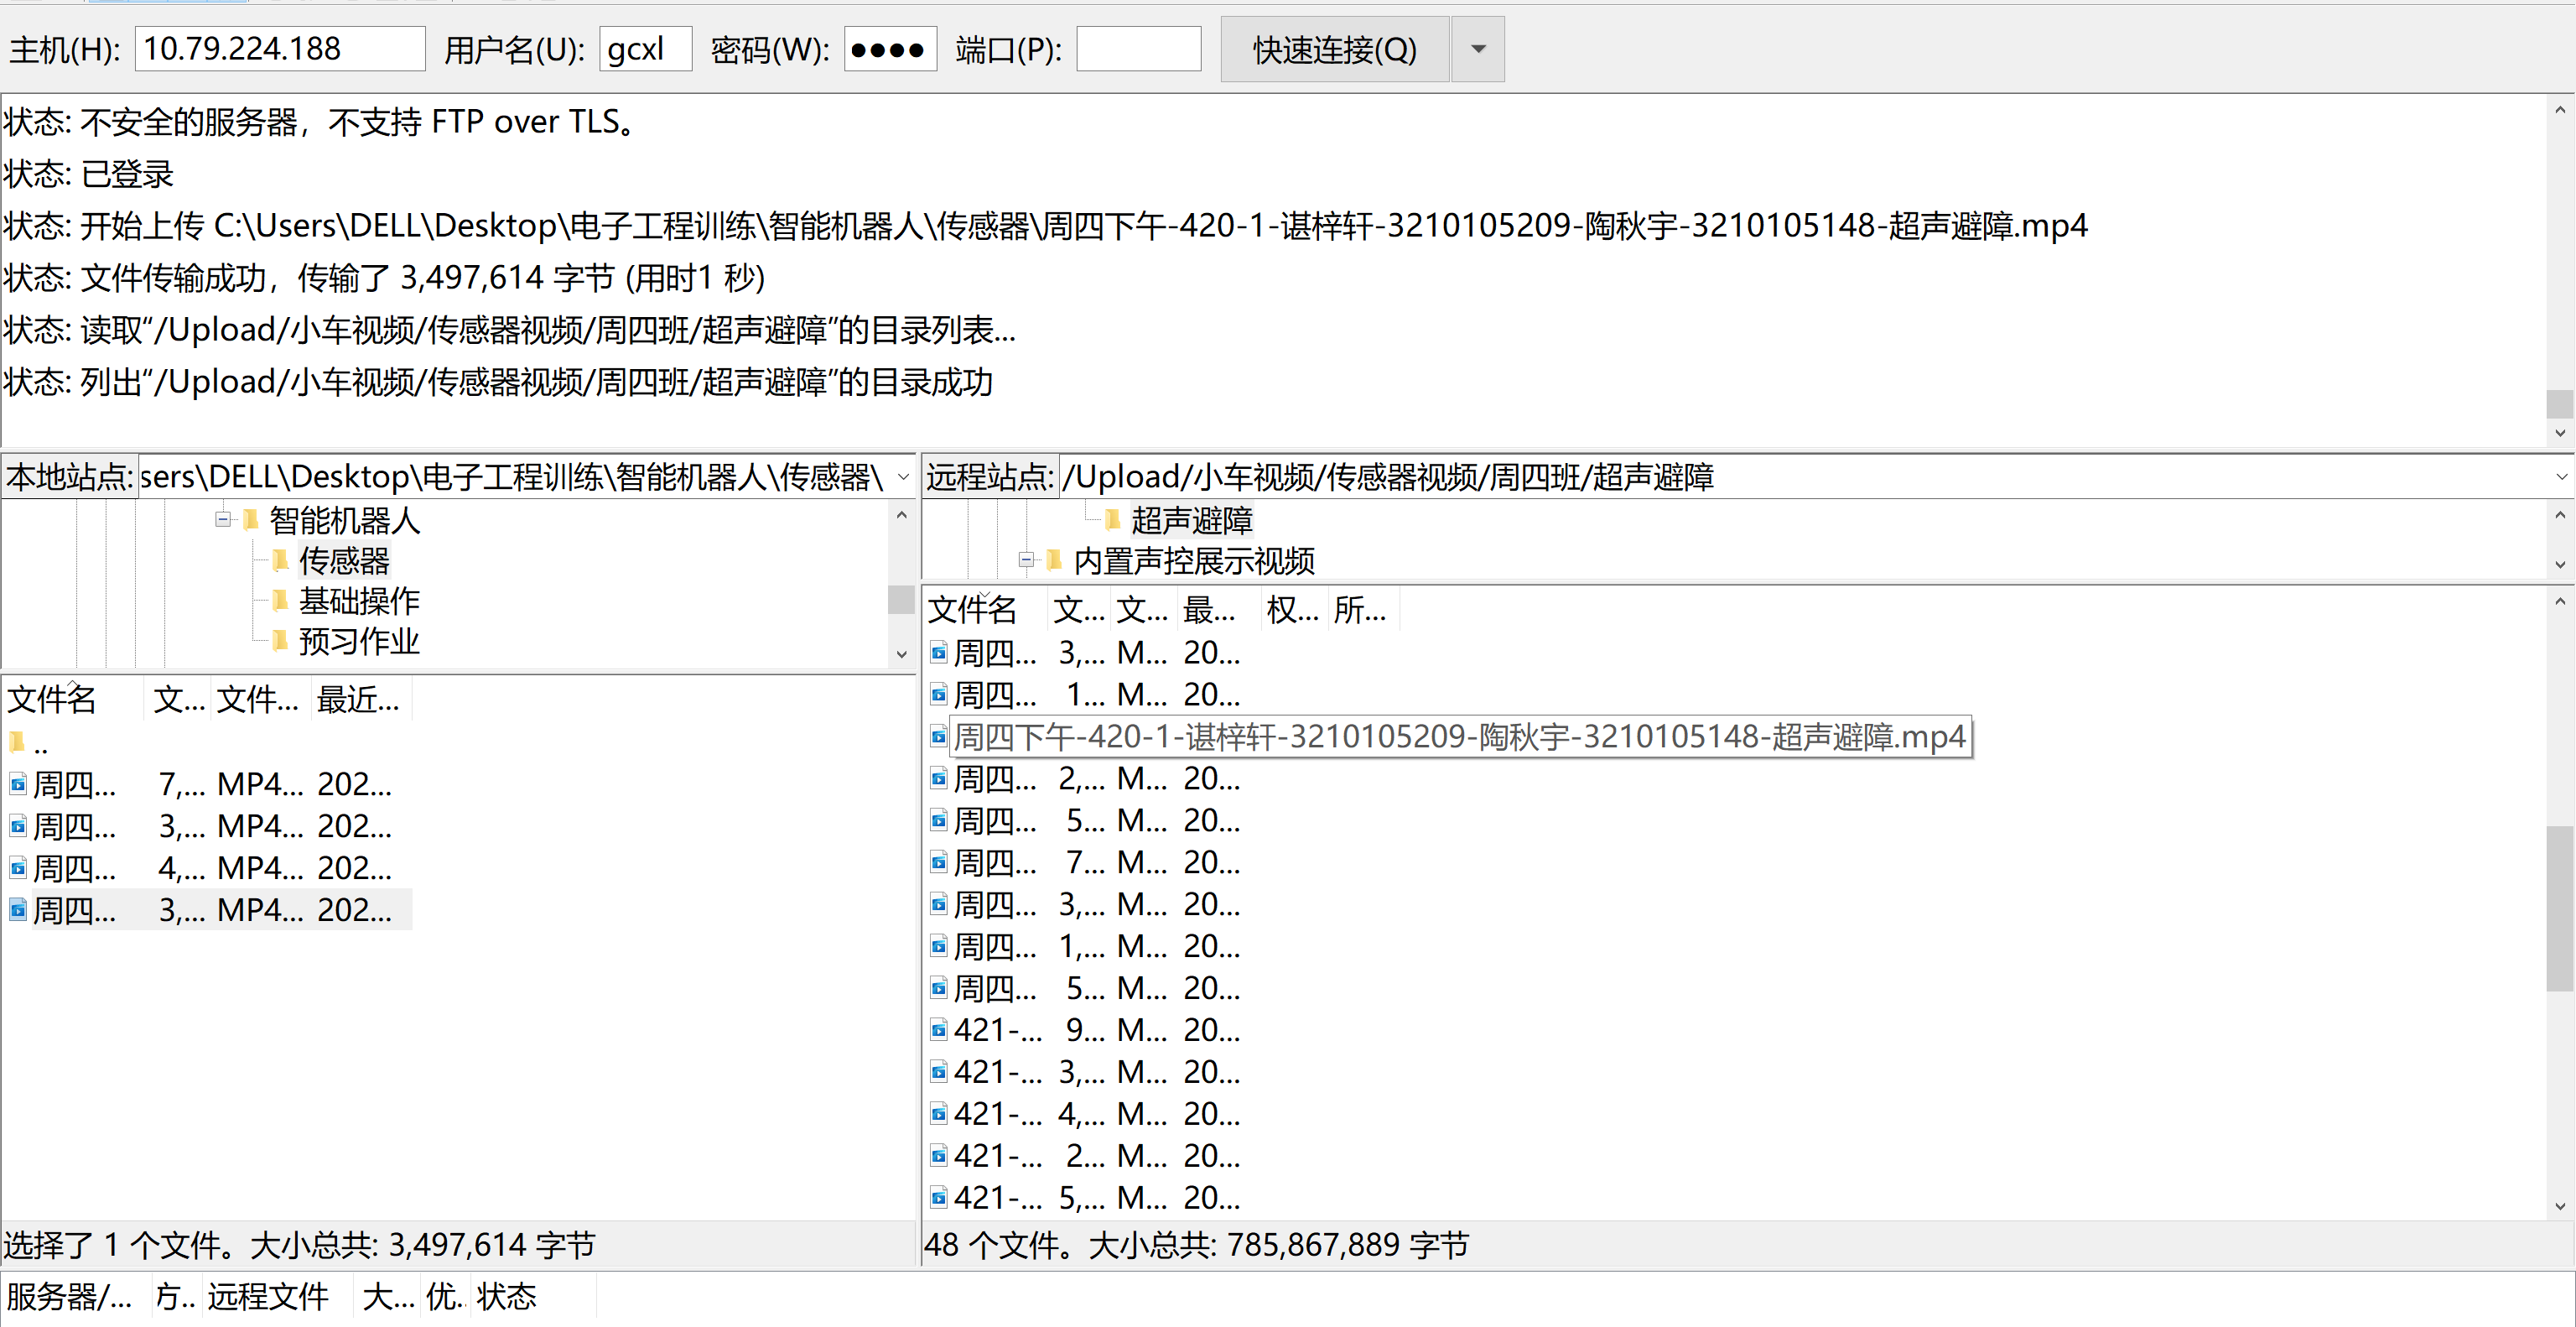 主机(H): 10.79.224.188 用户名(U): gcxl 密码(W): ●●●● 端口(P): 快速连接(Q)
状态: 不安全的服务器，不支持 FTP over TLS。
状态: 已登录
状态: 开始上传 C:\Users\DELL\Desktop\电子工程训练\智能机器人\传感器\周四下午-420-1-谌梓轩-3210105209-陶秋宇-3210105148-超声避障.mp4
状态: 文件传输成功，传输了 3,497,614 字节 (用时1 秒)
状态: 读取“/Upload/小车视频/传感器视频/周四班/超声避障”的目录列表...
状态: 列出“/Upload/小车视频/传感器视频/周四班/超声避障”的目录成功
本地站点: sers\DELL\Desktop\电子工程训练\智能机器人\传感器\
智能机器人
传感器
基础操作
预习作业
文件名 文... 文件... 最近...
..
周四... 7,... MP4... 202...
周四... 3,... MP4... 202...
周四... 4,... MP4... 202...
周四... 3,... MP4... 202...
选择了 1 个文件。大小总共: 3,497,614 字节
远程站点: /Upload/小车视频/传感器视频/周四班/超声避障
超声避障
内置声控展示视频
文件名 文... 文... 最... 权... 所...
周四... 3,... M... 20...
周四... 1... M... 20...
周四下午-420-1-谌梓轩-3210105209-陶秋宇-3210105148-超声避障.mp4
周四... 2,... M... 20...
周四... 5... M... 20...
周四... 7... M... 20...
周四... 3,... M... 20...
周四... 1,... M... 20...
周四... 5... M... 20...
421-... 9... M... 20...
421-... 3,... M... 20...
421-... 4,... M... 20...
421-... 2... M... 20...
421-... 5,... M... 20...
48 个文件。大小总共: 785,867,889 字节
服务器/... 方... 远程文件 大... 优... 状态